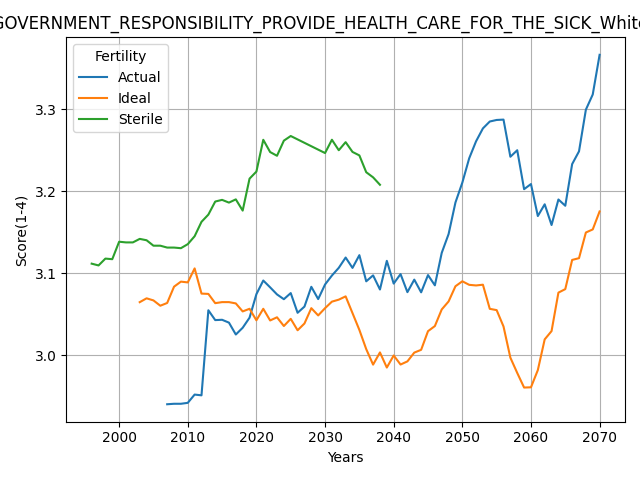 GOVERNMENT_RESPONSIBILITY_PROVIDE_HEALTH_CARE_FOR_THE_SICK_White
Fertility
Actual
Ideal
Sterile
3.3
3.2
3.1
3.0
Score(1-4)
2000 2010 2020 2030 2040 2050 2060 2070
Years